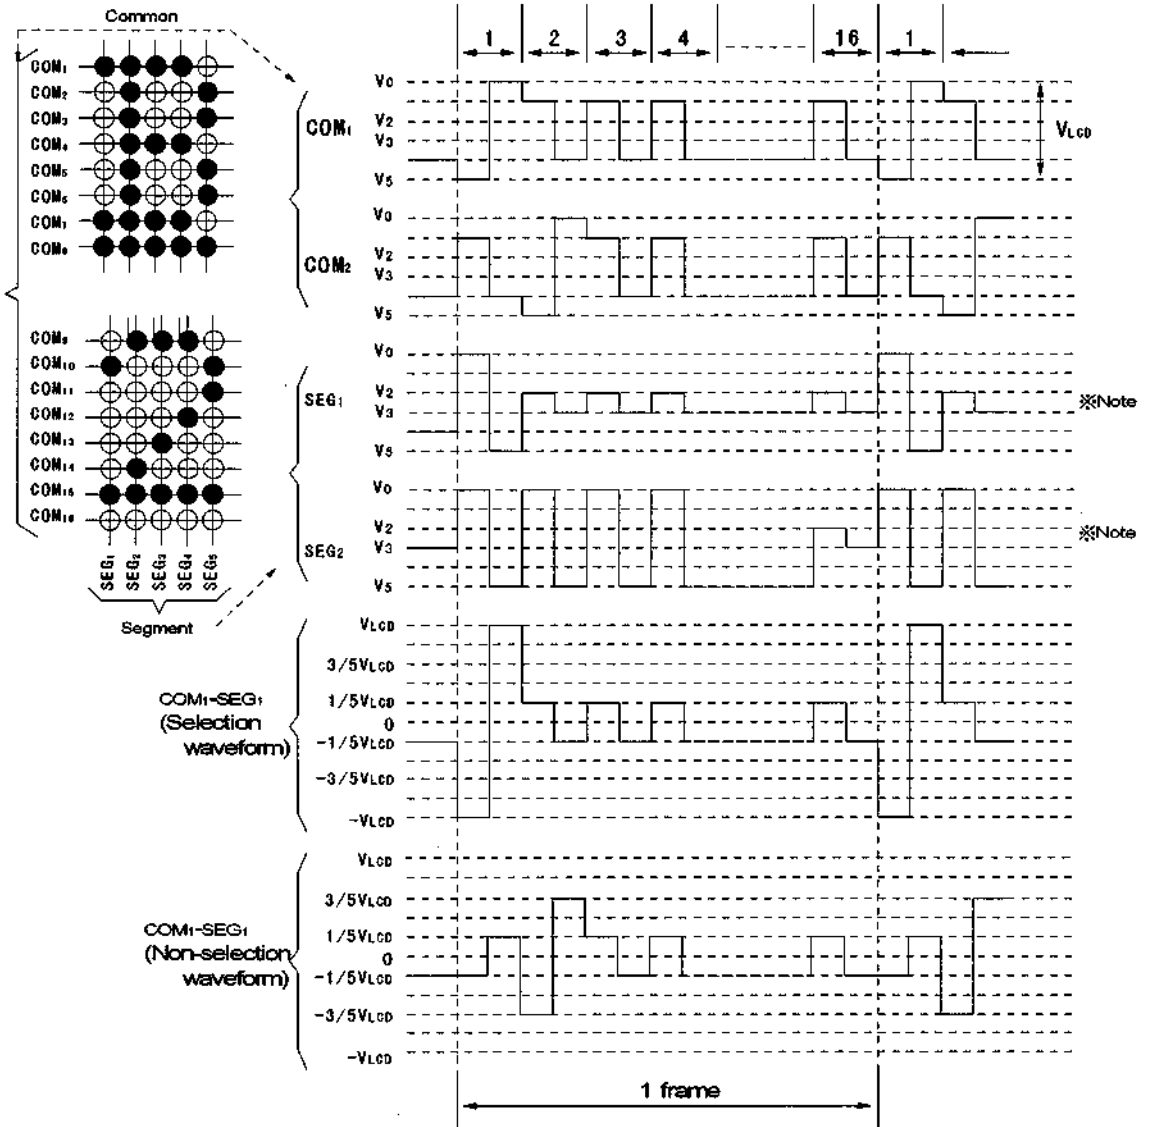 Common
COM₁
COM₂
COM₃
COM₄
COM₅
COM₆
COM₇
COM₈
COM₉
COM₁₀
COM₁₁
COM₁₂
COM₁₃
COM₁₄
COM₁₅
COM₁₆
SEG₁
SEG₂
SEG₃
SEG₄
SEG₅
Segment
1 2 3 4 16 1
COM₁
V₀
V₂
V₃
V₅
VLCD
COM₂
V₀
V₂
V₃
V₅
SEG₁
V₀
V₂
V₃
V₅
※Note
SEG₂
V₀
V₂
V₃
V₅
※Note
COM₁-SEG₁
(Selection
waveform)
VLCD
3/5VLCD
1/5VLCD
0
-1/5VLCD
-3/5VLCD
-VLCD
COM₁-SEG₁
(Non-selection
waveform)
VLCD
3/5VLCD
1/5VLCD
0
-1/5VLCD
-3/5VLCD
-VLCD
1 frame